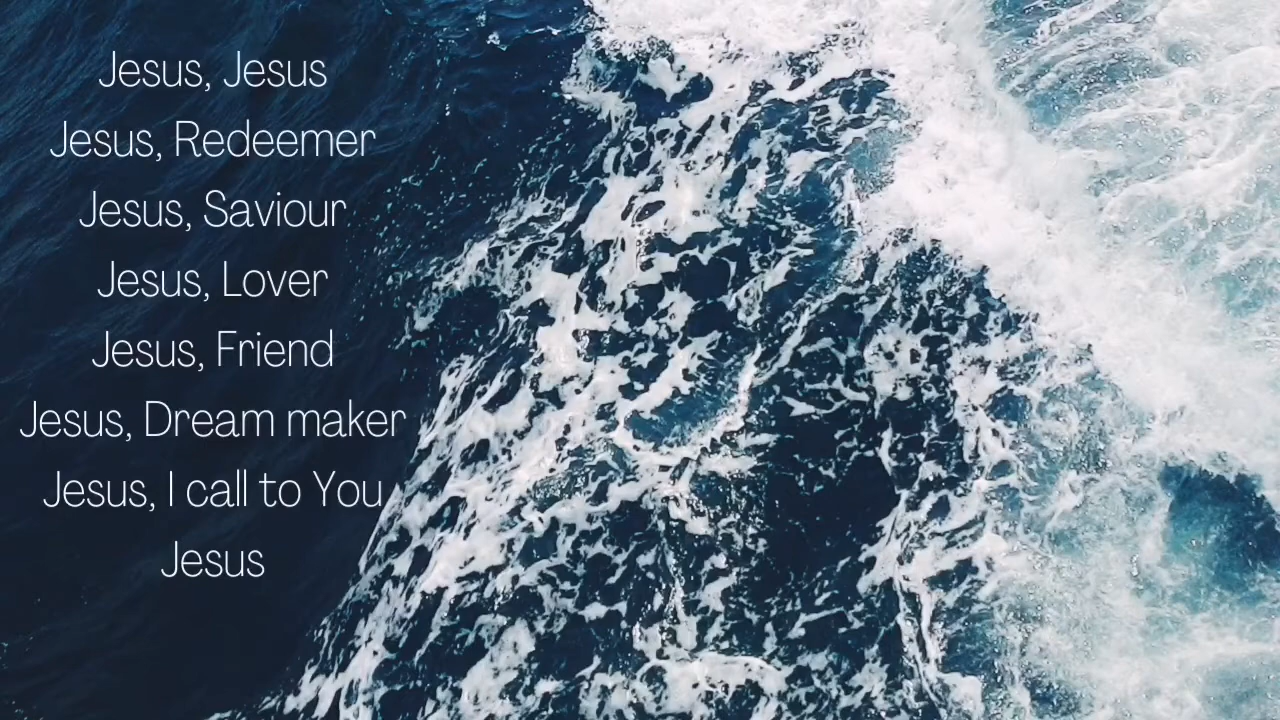 Jesus, Jesus
Jesus, Redeemer
Jesus, Saviour
Jesus, Lover
Jesus, Friend
Jesus, Dream maker
Jesus, I call to You
Jesus